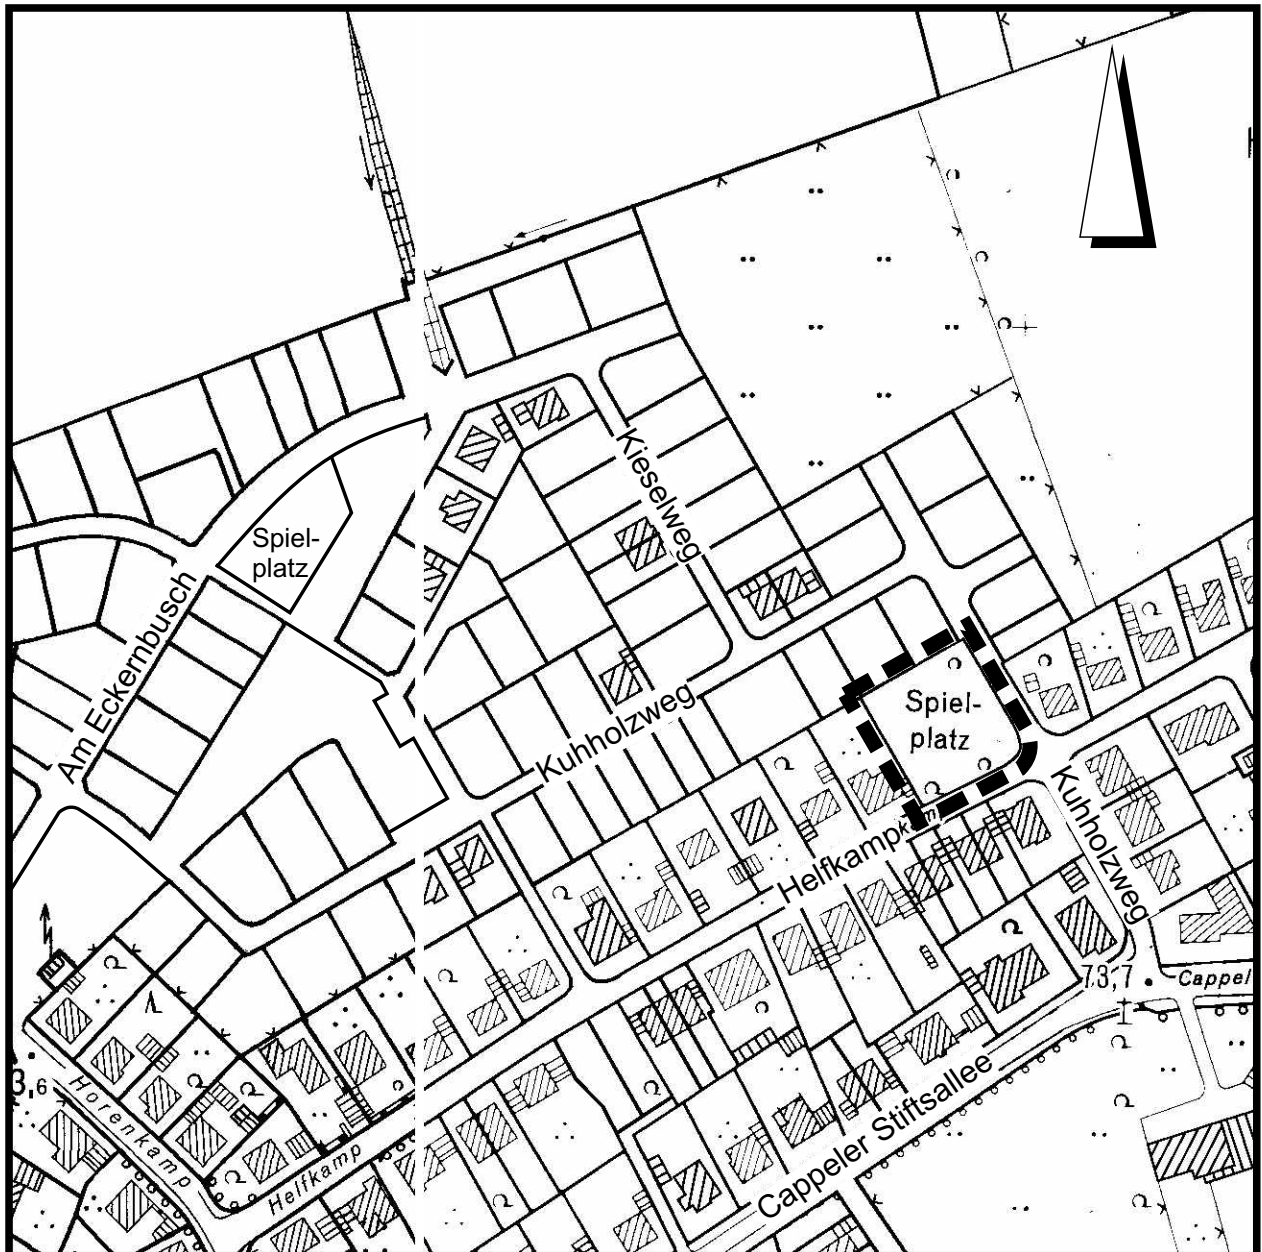 Kieselweg
Spiel-
platz
Am Eckernbusch
Kuhholzweg
Spiel-
platz
Kuhholzweg
Helfkamp
73,7
Cappel
3,6
Horenkamp
Helfkamp
Cappeler Stiftsallee